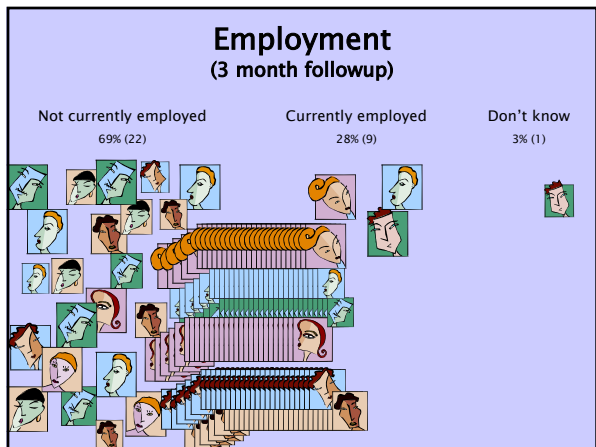 Employment
(3 month followup)
Not currently employed
69% (22)
Currently employed
28% (9)
Don't know
3% (1)